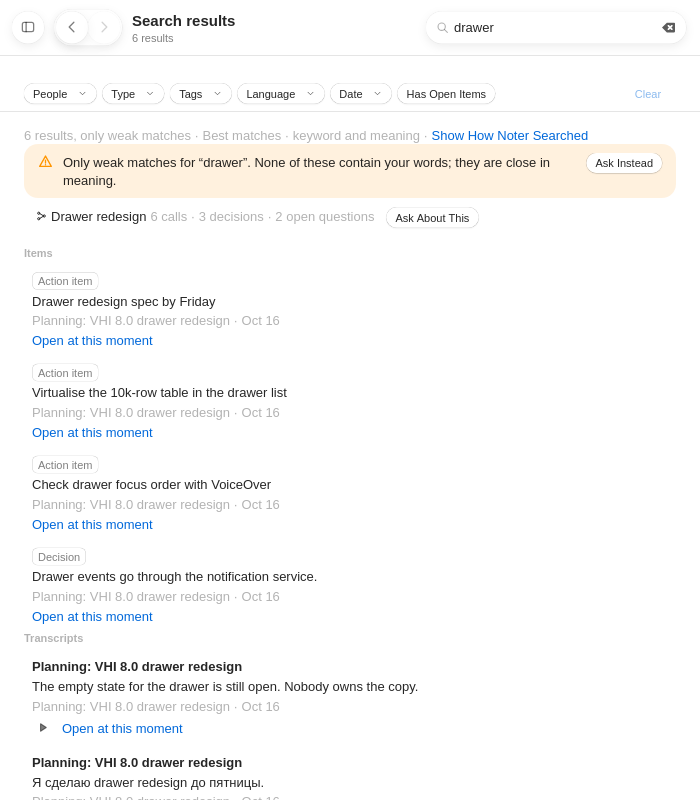 Search results
6 results
drawer
People
Type
Tags
Language
Date
Has Open Items
Clear
6 results, only weak matches · Best matches · keyword and meaning · Show How Noter Searched
Only weak matches for “drawer”. None of these contain your words; they are close in
meaning.
Ask Instead
Drawer redesign 6 calls · 3 decisions · 2 open questions
Ask About This
Items
Action item
Drawer redesign spec by Friday
Planning: VHI 8.0 drawer redesign · Oct 16
Open at this moment
Action item
Virtualise the 10k-row table in the drawer list
Planning: VHI 8.0 drawer redesign · Oct 16
Open at this moment
Action item
Check drawer focus order with VoiceOver
Planning: VHI 8.0 drawer redesign · Oct 16
Open at this moment
Decision
Drawer events go through the notification service.
Planning: VHI 8.0 drawer redesign · Oct 16
Open at this moment
Transcripts
Planning: VHI 8.0 drawer redesign
The empty state for the drawer is still open. Nobody owns the copy.
Planning: VHI 8.0 drawer redesign · Oct 16
Open at this moment
Planning: VHI 8.0 drawer redesign
Я сделаю drawer redesign до пятницы.
Planning: VHI 8.0 drawer redesign · Oct 16